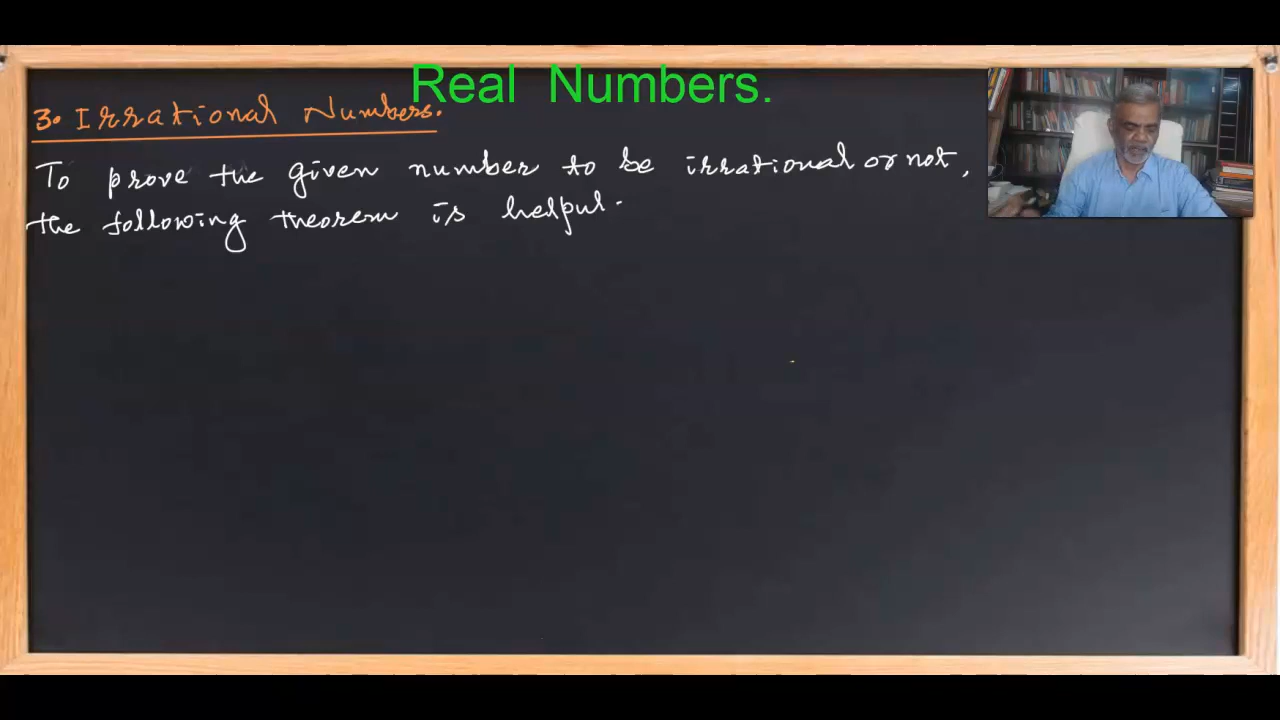 Real Numbers.
3. Irrational Numbers.
To prove the given number to be irrational or not,
the following theorem is helpul.